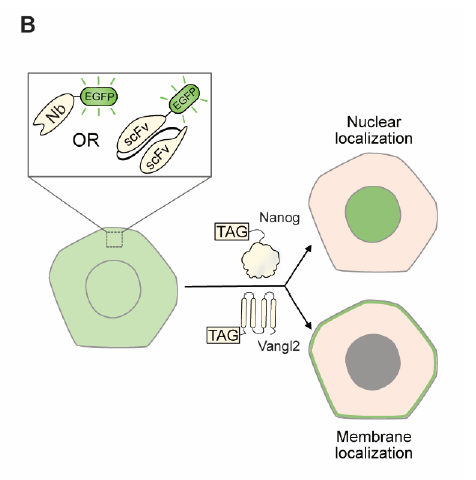 B
EGFP
Nb
OR
EGFP
scFv
scFv
Nuclear
localization
TAG
Nanog
TAG
Vangl2
Membrane
localization